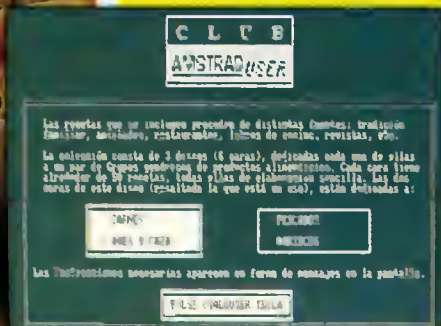 CLUB
AMSTRAD USER
Las recetas que se incluyen proceden de distintas fuentes: tradición
familiar, amistades, restaurantes, libros de cocina, revistas, etc.
La colección consta de 3 discos (6 caras), dedicadas cada una de ellas
a un par de Grupos genéricos de productos alimenticios. Cada cara tiene
alrededor de 50 recetas, todas ellas de elaboración sencilla. Las dos
caras de este disco (resaltada la que está en uso), están dedicadas a:
CARNES
AVES Y CAZA
PESCADOS
MARISCOS
Las Instrucciones necesarias aparecen en forma de mensajes en la pantalla.
PULSE CUALQUIER TECLA